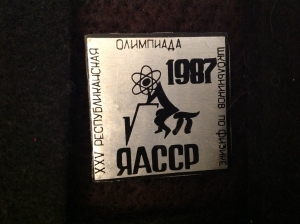 XXV РЕСПУБЛИКАНСКАЯ
ОЛИМПИАДА
ШКОЛЬНИКОВ ПО ФИЗИКЕ
1987
ЯАССР